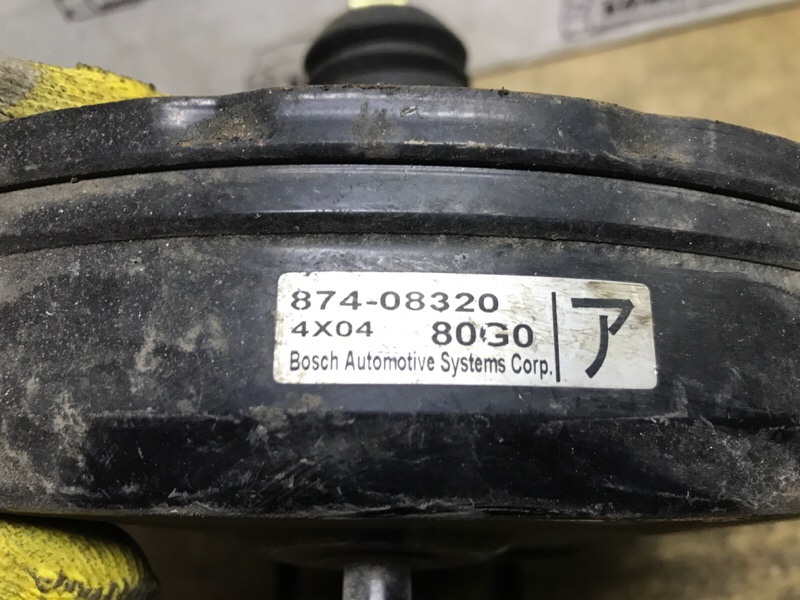 874-08320
4X04 80G0
Bosch Automotive Systems Corp.
ア